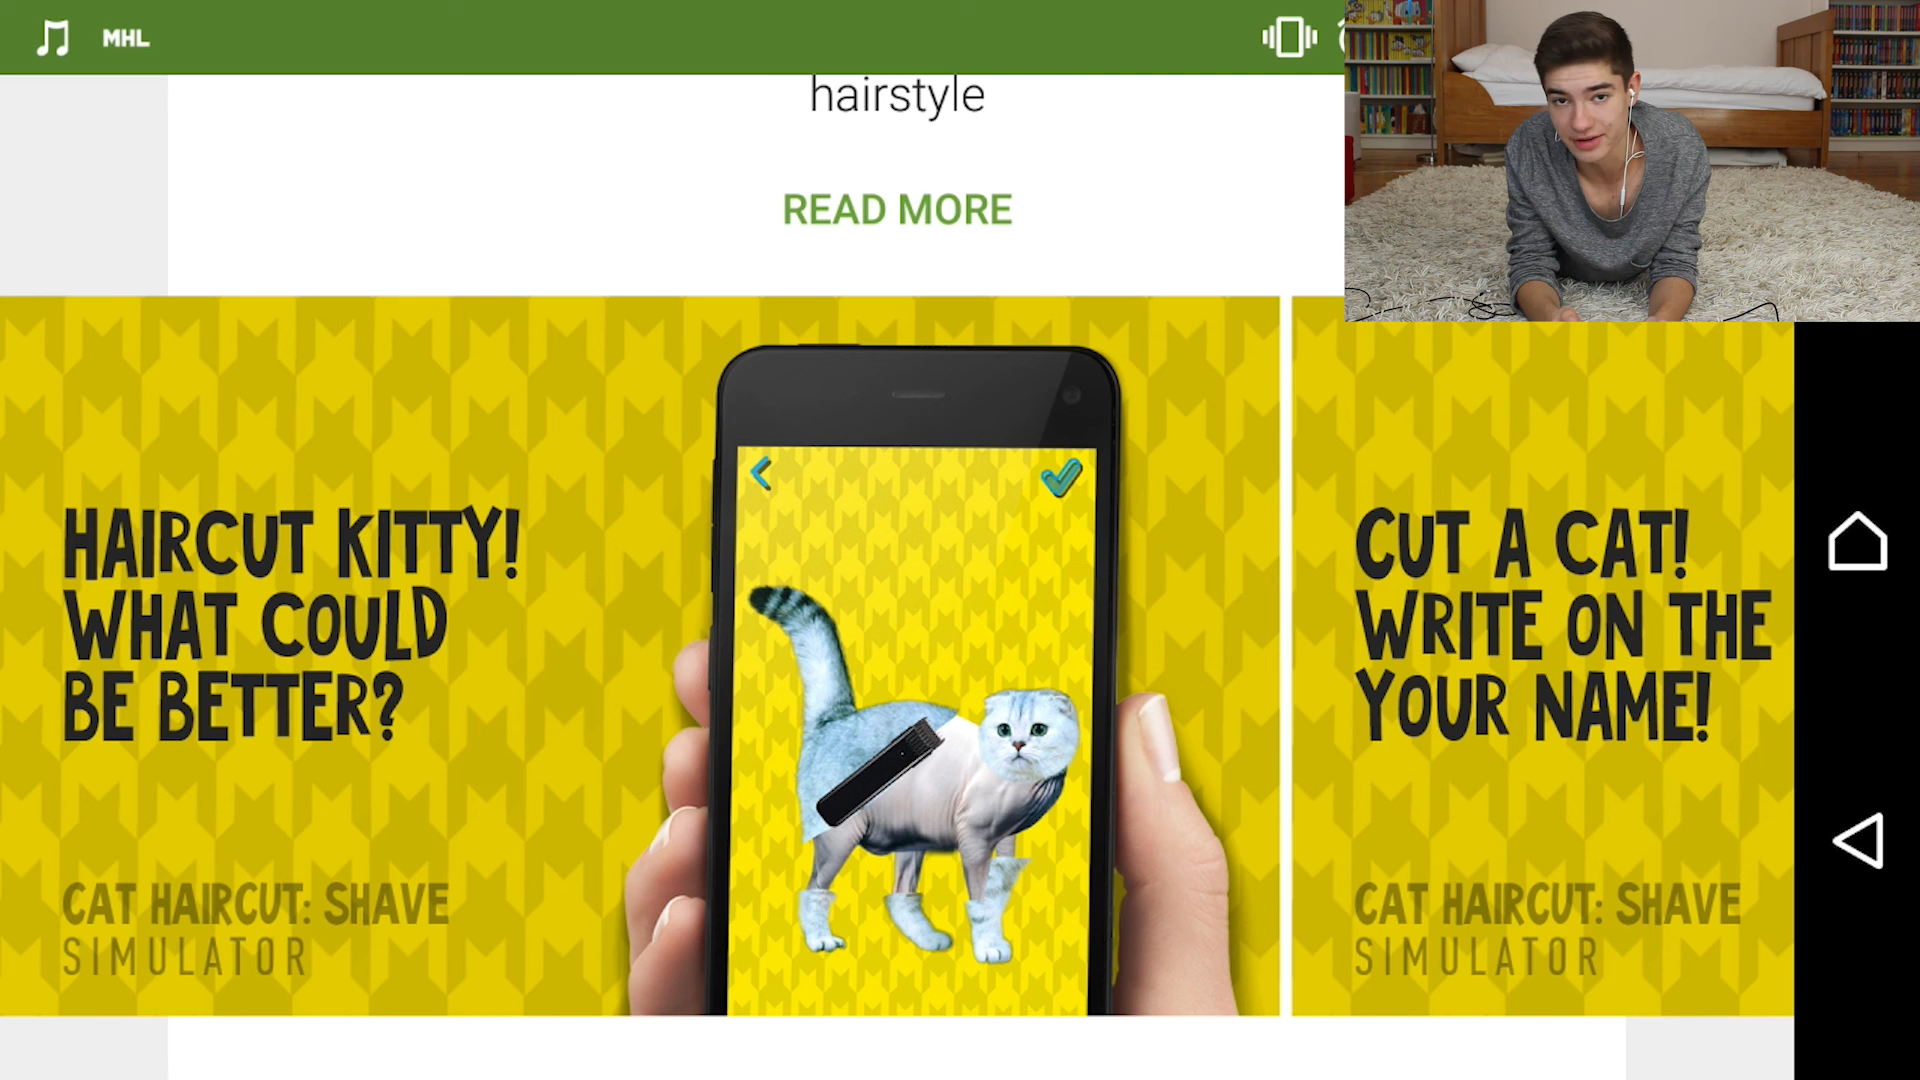 MHL
hairstyle
READ MORE
HAIRCUT KITTY!
WHAT COULD
BE BETTER?
CAT HAIRCUT: SHAVE
SIMULATOR
CUT A CAT!
WRITE ON THE
YOUR NAME!
CAT HAIRCUT: SHAVE
SIMULATOR